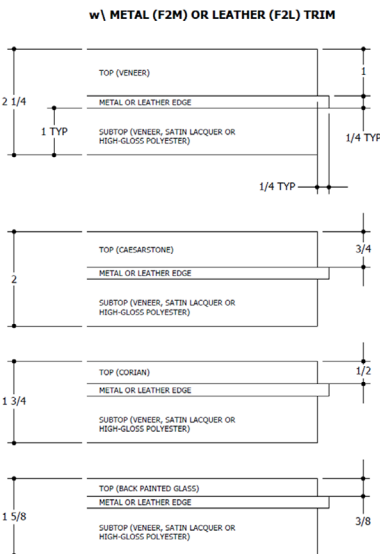 w\ METAL (F2M) OR LEATHER (F2L) TRIM
TOP (VENEER)
1
2 1/4
METAL OR LEATHER EDGE
1 TYP
SUBTOP (VENEER, SATIN LACQUER OR
HIGH-GLOSS POLYESTER)
1/4 TYP
1/4 TYP
TOP (CAESARSTONE)
3/4
METAL OR LEATHER EDGE
2
SUBTOP (VENEER, SATIN LACQUER OR
HIGH-GLOSS POLYESTER)
TOP (CORIAN)
1/2
METAL OR LEATHER EDGE
1 3/4
SUBTOP (VENEER, SATIN LACQUER OR
HIGH-GLOSS POLYESTER)
TOP (BACK PAINTED GLASS)
METAL OR LEATHER EDGE
1 5/8
3/8
SUBTOP (VENEER, SATIN LACQUER OR
HIGH-GLOSS POLYESTER)